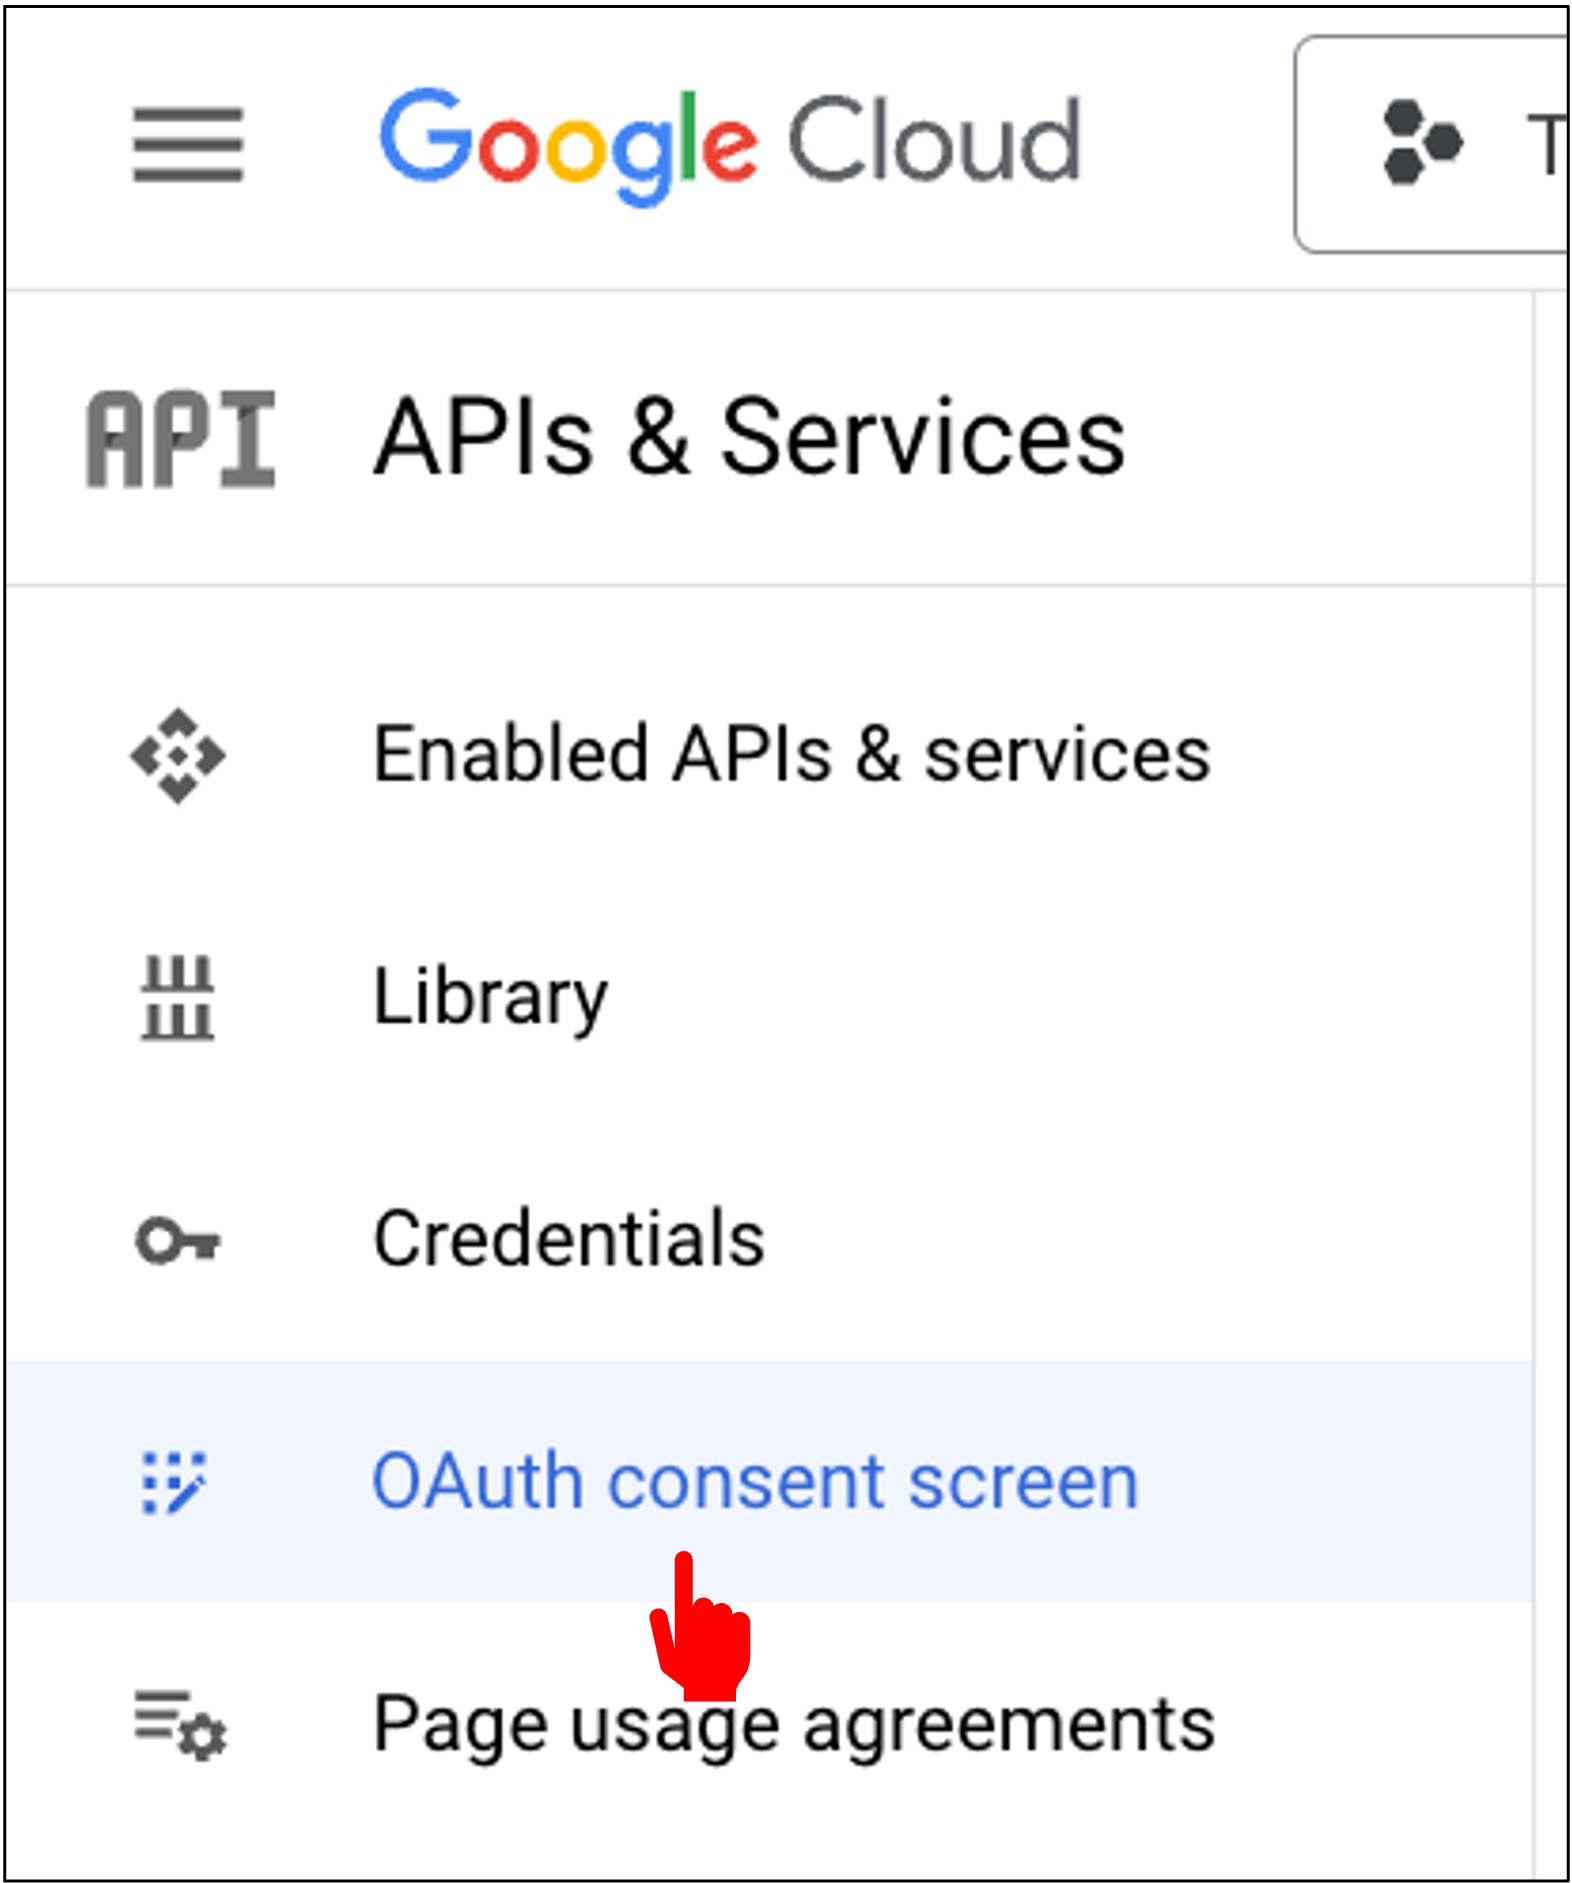 Google Cloud
T
API APIs & Services
Enabled APIs & services
Library
Credentials
OAuth consent screen
Page usage agreements